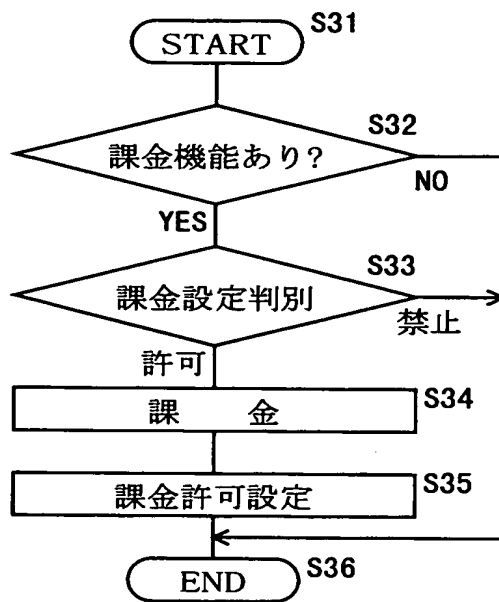 START
S31
課金機能あり?
S32
NO
YES
課金設定判別
S33
禁止
許可
課 金
S34
課金許可設定
S35
END
S36